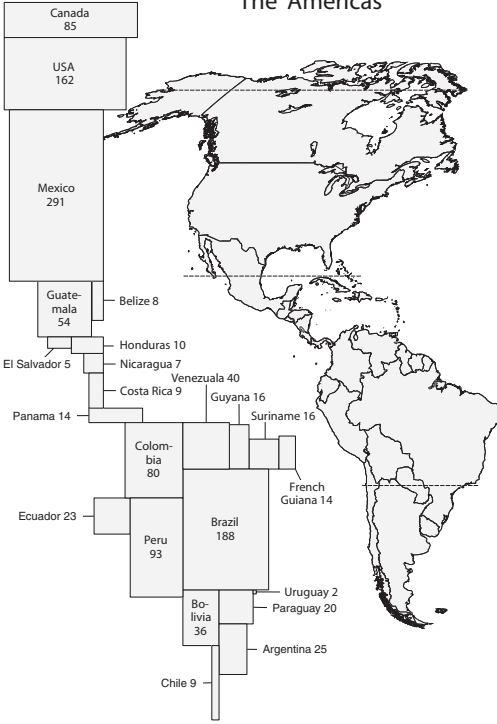 The Americas
Canada
85
USA
162
Mexico
291
Guate-
mala
54
Belize 8
Honduras 10
El Salvador 5
Nicaragua 7
Costa Rica 9
Panama 14
Venezuala 40
Guyana 16
Suriname 16
French
Guiana 14
Colom-
bia
80
Ecuador 23
Peru
93
Brazil
188
Uruguay 2
Paraguay 20
Bo-
livia
36
Argentina 25
Chile 9